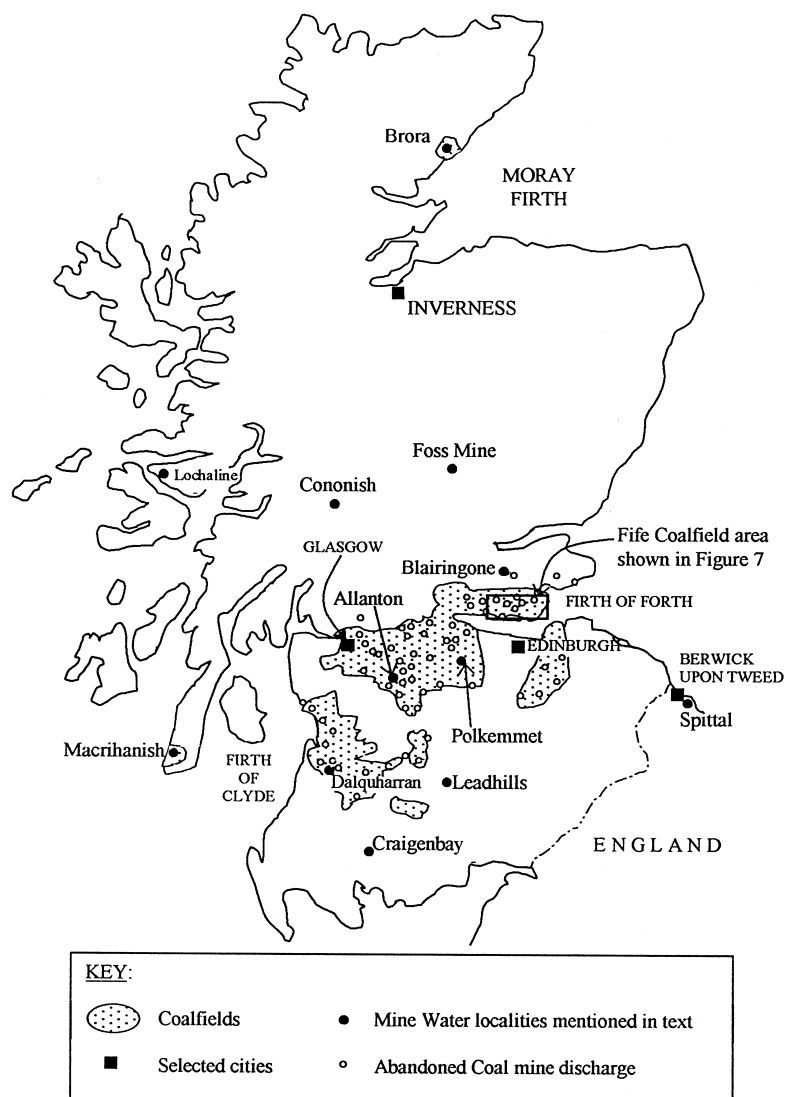 Brora
MORAY
FIRTH
INVERNESS
Foss Mine
Lochaline
Cononish
Fife Coalfield area
shown in Figure 7
GLASGOW
Blairingone
Allanton
FIRTH OF FORTH
EDINBURGH
BERWICK
UPON TWEED
Spittal
Polkemmet
Macrihanish
FIRTH
OF
CLYDE
Dalquharran
Leadhills
Craigenbay
ENGLAND
KEY:
Coalfields
Mine Water localities mentioned in text
Selected cities
Abandoned Coal mine discharge